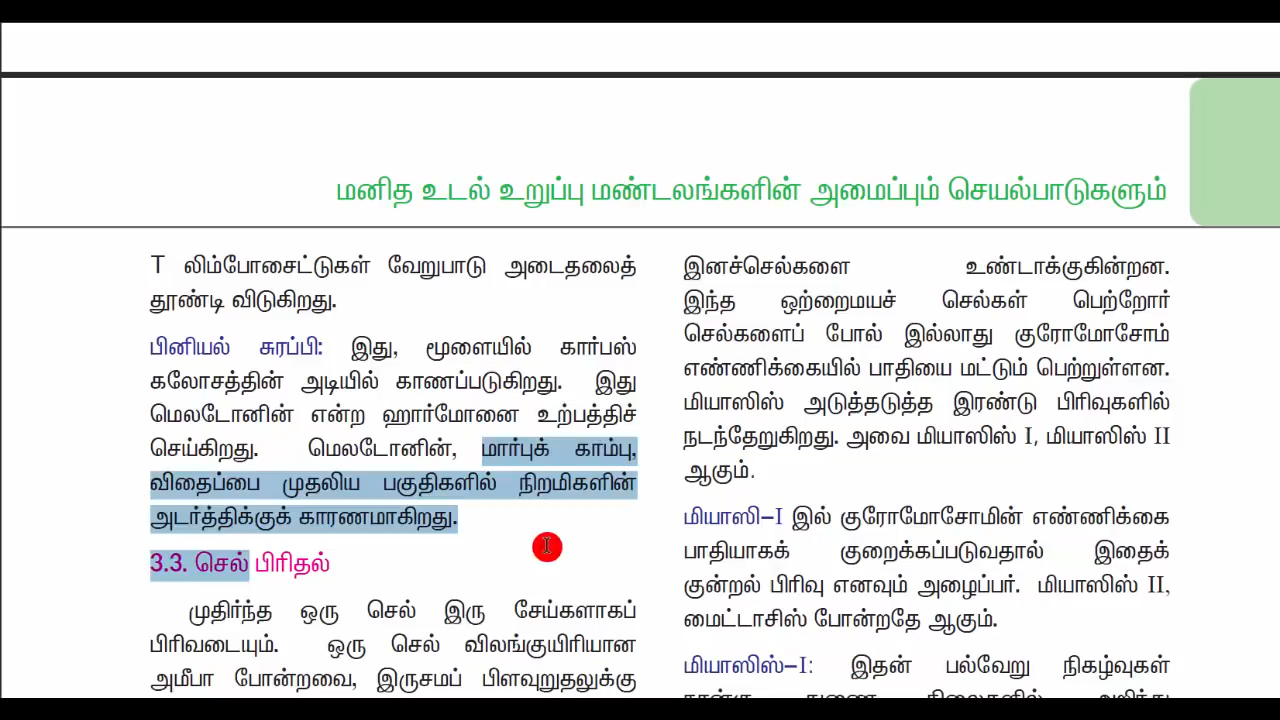 மனித உடல் உறுப்பு மண்டலங்களின் அமைப்பும் செயல்பாடுகளும்
T லிம்போசைட்டுகள் வேறுபாடு அடைதலைத்
தூண்டி விடுகிறது.
பினியல் சுரப்பி: இது, மூளையில் கார்பஸ்
கலோசத்தின் அடியில் காணப்படுகிறது. இது
மெலடோனின் என்ற ஹார்மோனை உற்பத்திச்
செய்கிறது. மெலடோனின், மார்புக் காம்பு,
விதைப்பை முதலிய பகுதிகளில் நிறமிகளின்
அடர்த்திக்குக் காரணமாகிறது.
3.3. செல் பிரிதல்
முதிர்ந்த ஒரு செல் இரு சேய்களாகப்
பிரிவடையும். ஒரு செல் விலங்குயிரியான
அமீபா போன்றவை, இருசமப் பிளவுறுதலுக்கு
இனச்செல்களை உண்டாக்குகின்றன.
இந்த ஒற்றைமயச் செல்கள் பெற்றோர்
செல்களைப் போல் இல்லாது குரோமோசோம்
எண்ணிக்கையில் பாதியை மட்டும் பெற்றுள்ளன.
மியாஸிஸ் அடுத்தடுத்த இரண்டு பிரிவுகளில்
நடந்தேறுகிறது. அவை மியாஸிஸ் I, மியாஸிஸ் II
ஆகும்.
மியாஸி–I இல் குரோமோசோமின் எண்ணிக்கை
பாதியாகக் குறைக்கப்படுவதால் இதைக்
குன்றல் பிரிவு எனவும் அழைப்பர். மியாஸிஸ் II,
மைட்டாசிஸ் போன்றதே ஆகும்.
மியாஸிஸ்–I: இதன் பல்வேறு நிகழ்வுகள்